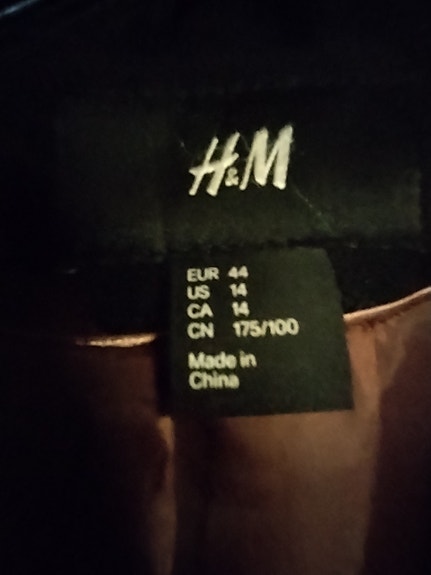 H&M
EUR 44
US 14
CA 14
CN 175/100
Made in
China